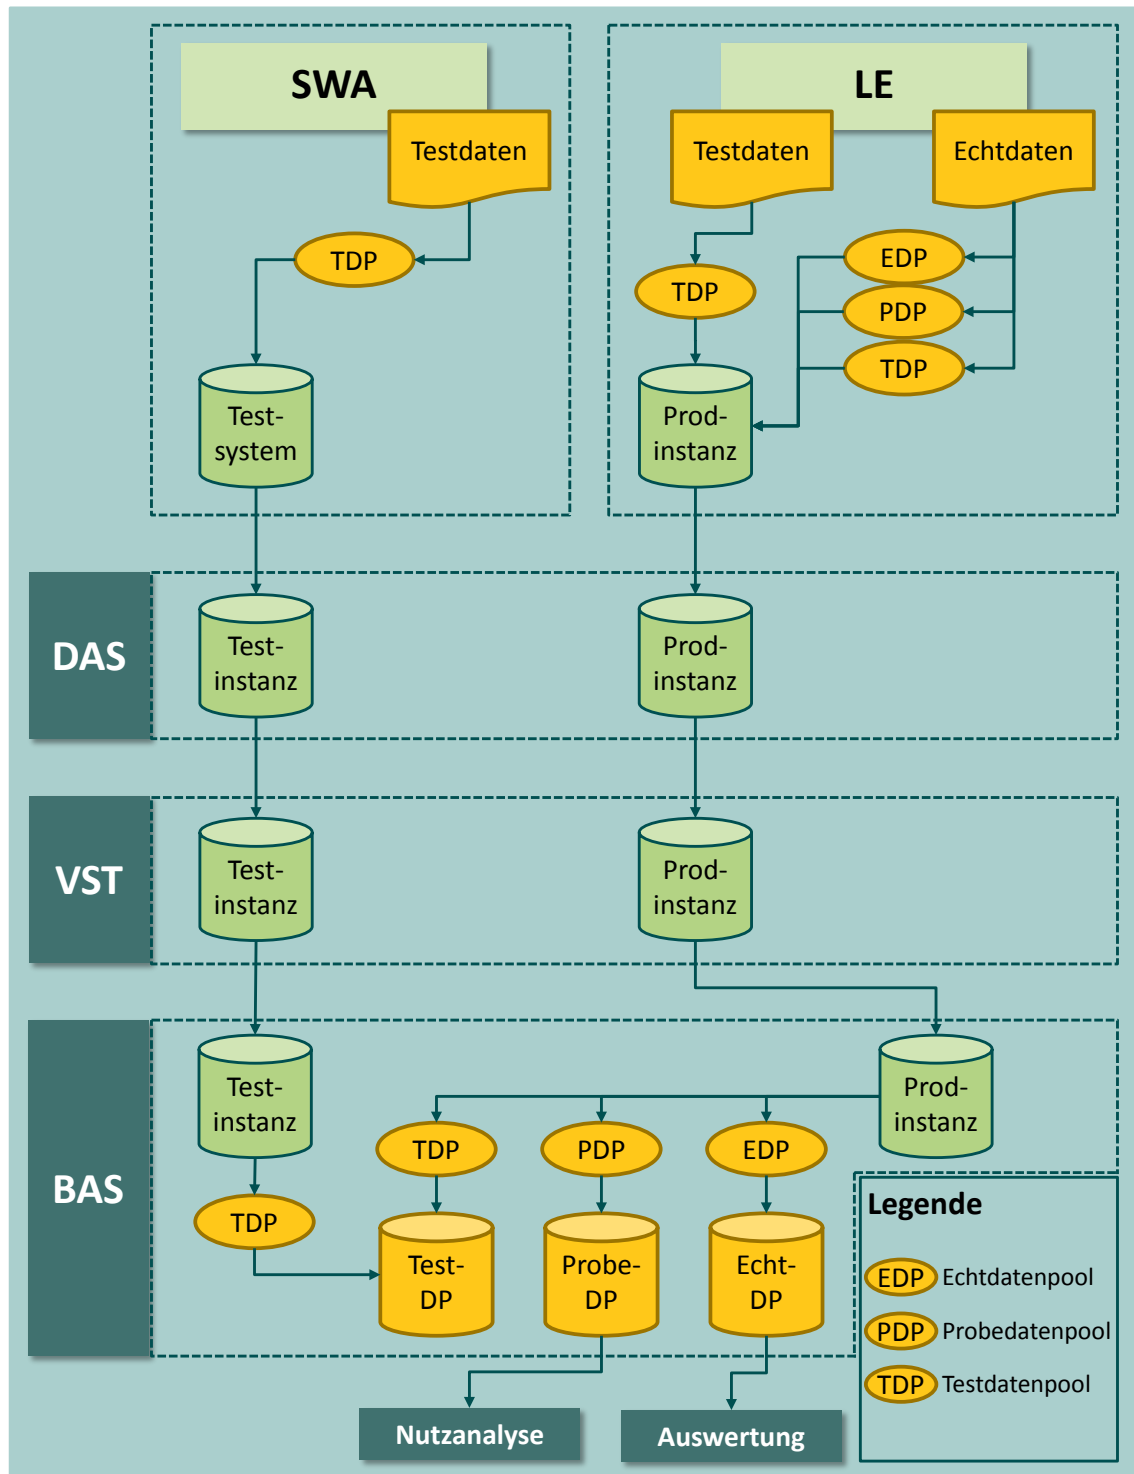 SWA
LE
Testdaten
Testdaten
Echtdaten
TDP
TDP
EDP
PDP
TDP
Test-
system
Prod-
instanz
DAS
Test-
instanz
Prod-
instanz
VST
Test-
instanz
Prod-
instanz
BAS
Test-
instanz
Prod-
instanz
TDP
PDP
EDP
TDP
Test-
DP
Probe-
DP
Echt-
DP
Legende
EDP Echtdatenpool
PDP Probedatenpool
TDP Testdatenpool
Nutzanalyse
Auswertung